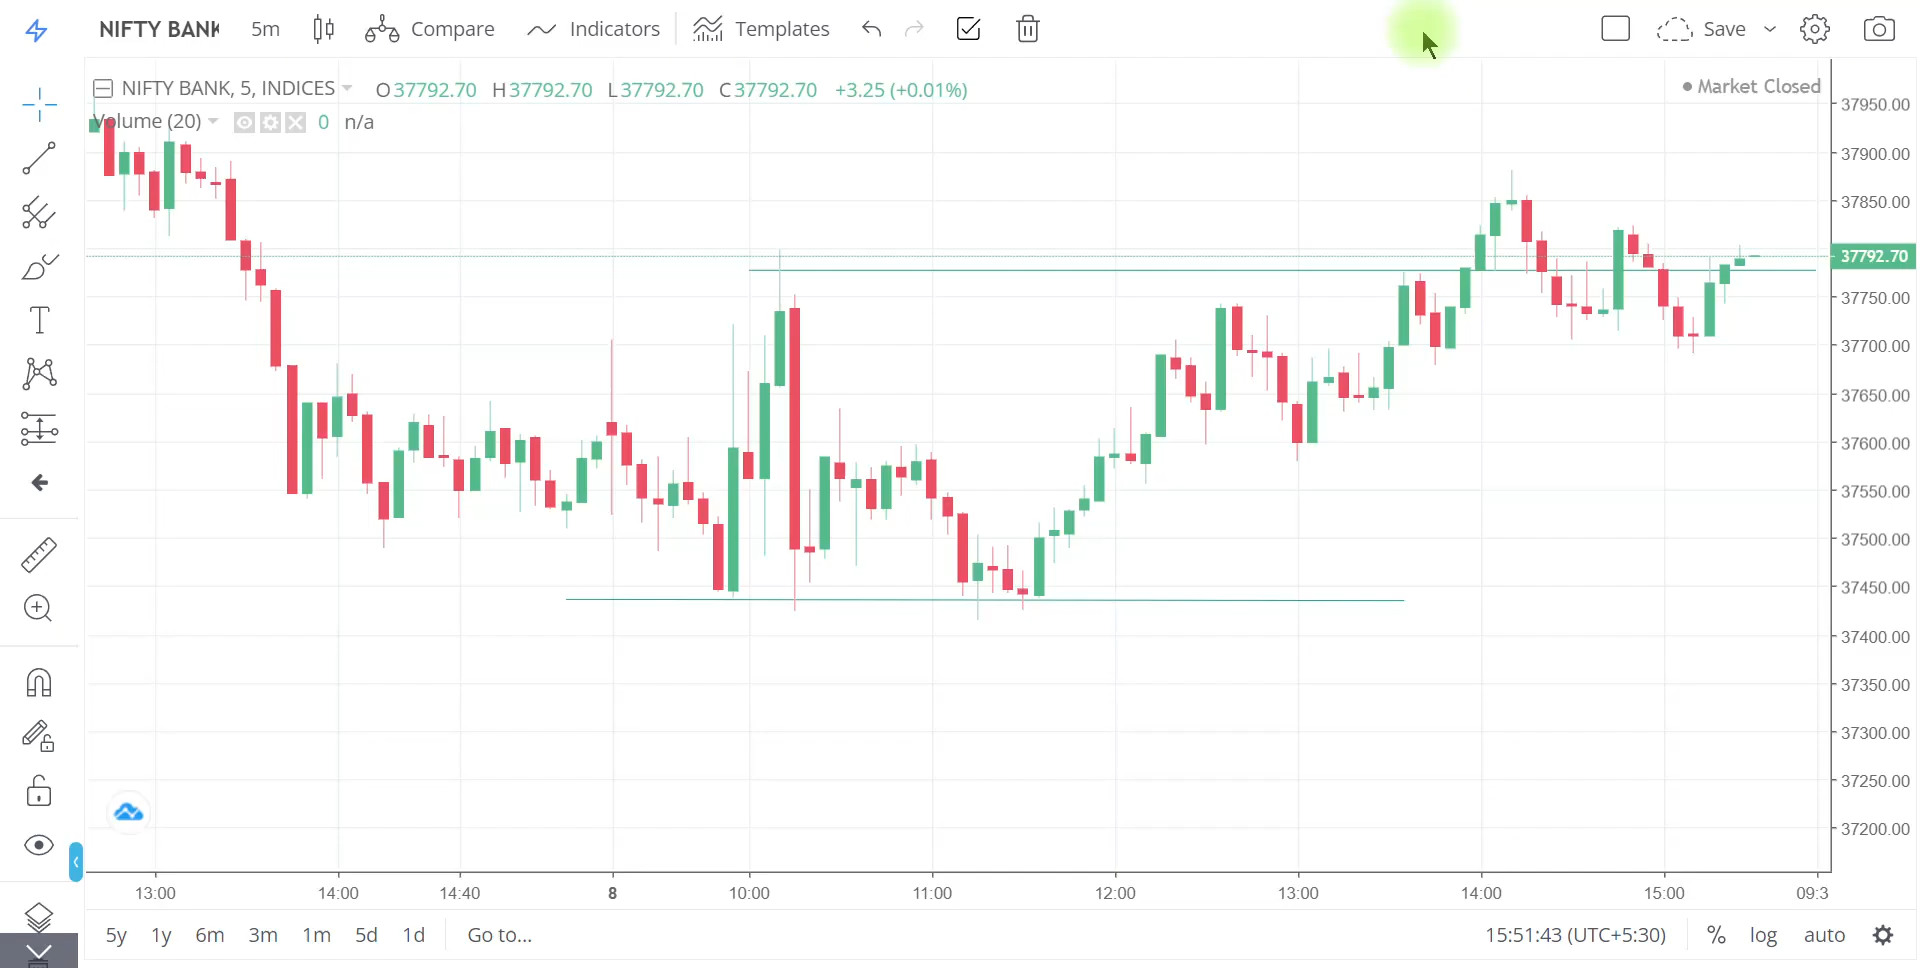 NIFTY BANK 5m Compare Indicators Templates Save
NIFTY BANK, 5, INDICES O37792.70 H37792.70 L37792.70 C37792.70 +3.25 (+0.01%)
Market Closed
Volume (20) 0 n/a
37950.00
37900.00
37850.00
37792.70
37750.00
37700.00
37650.00
37600.00
37550.00
37500.00
37450.00
37400.00
37350.00
37300.00
37250.00
37200.00
13:00 14:00 14:40 8 10:00 11:00 12:00 13:00 14:00 15:00 09:3
5y 1y 6m 3m 1m 5d 1d Go to... 15:51:43 (UTC+5:30) % log auto